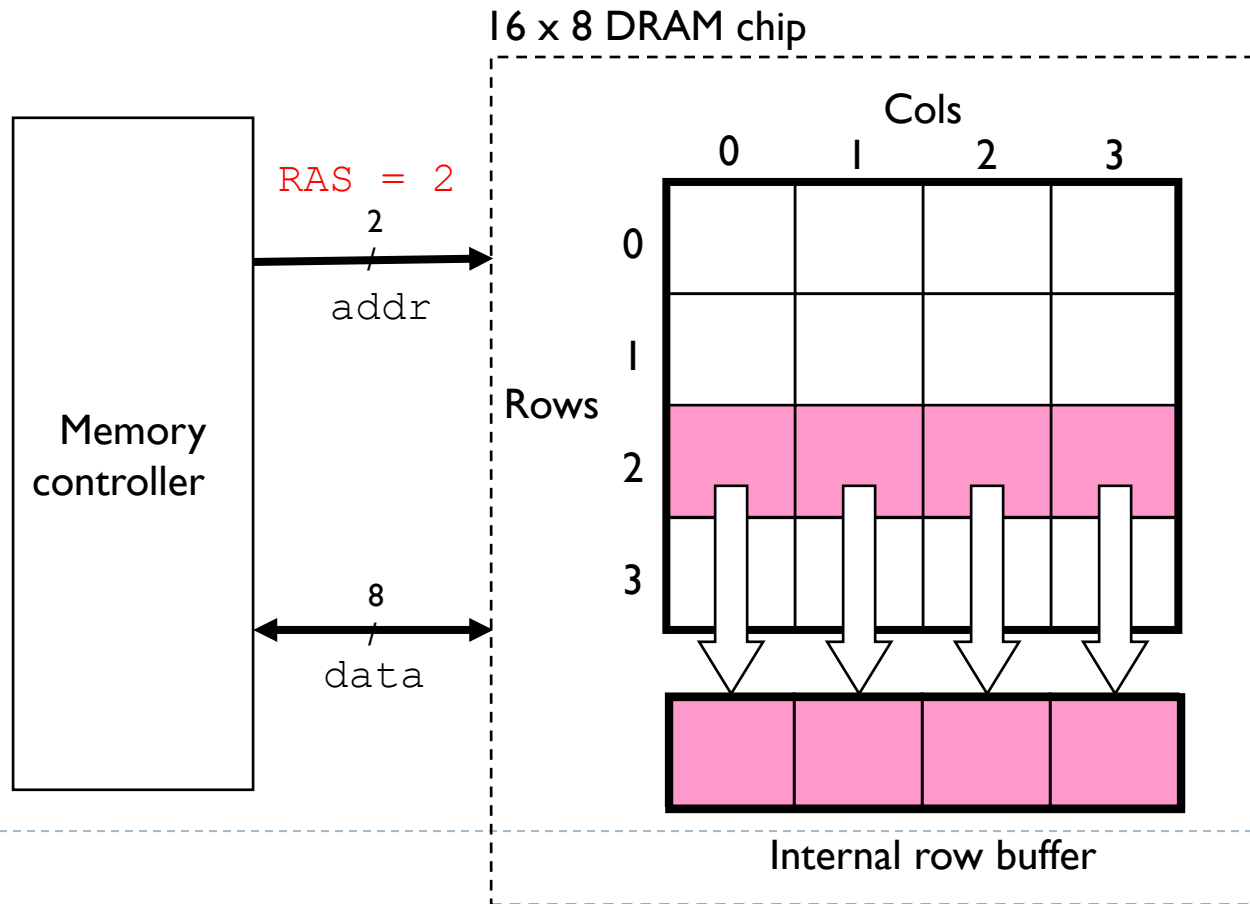 16 x 8 DRAM chip
Cols
0 1 2 3
RAS = 2
2
/
addr
0
1
Rows
2
3
Memory
controller
8
/
data
Internal row buffer